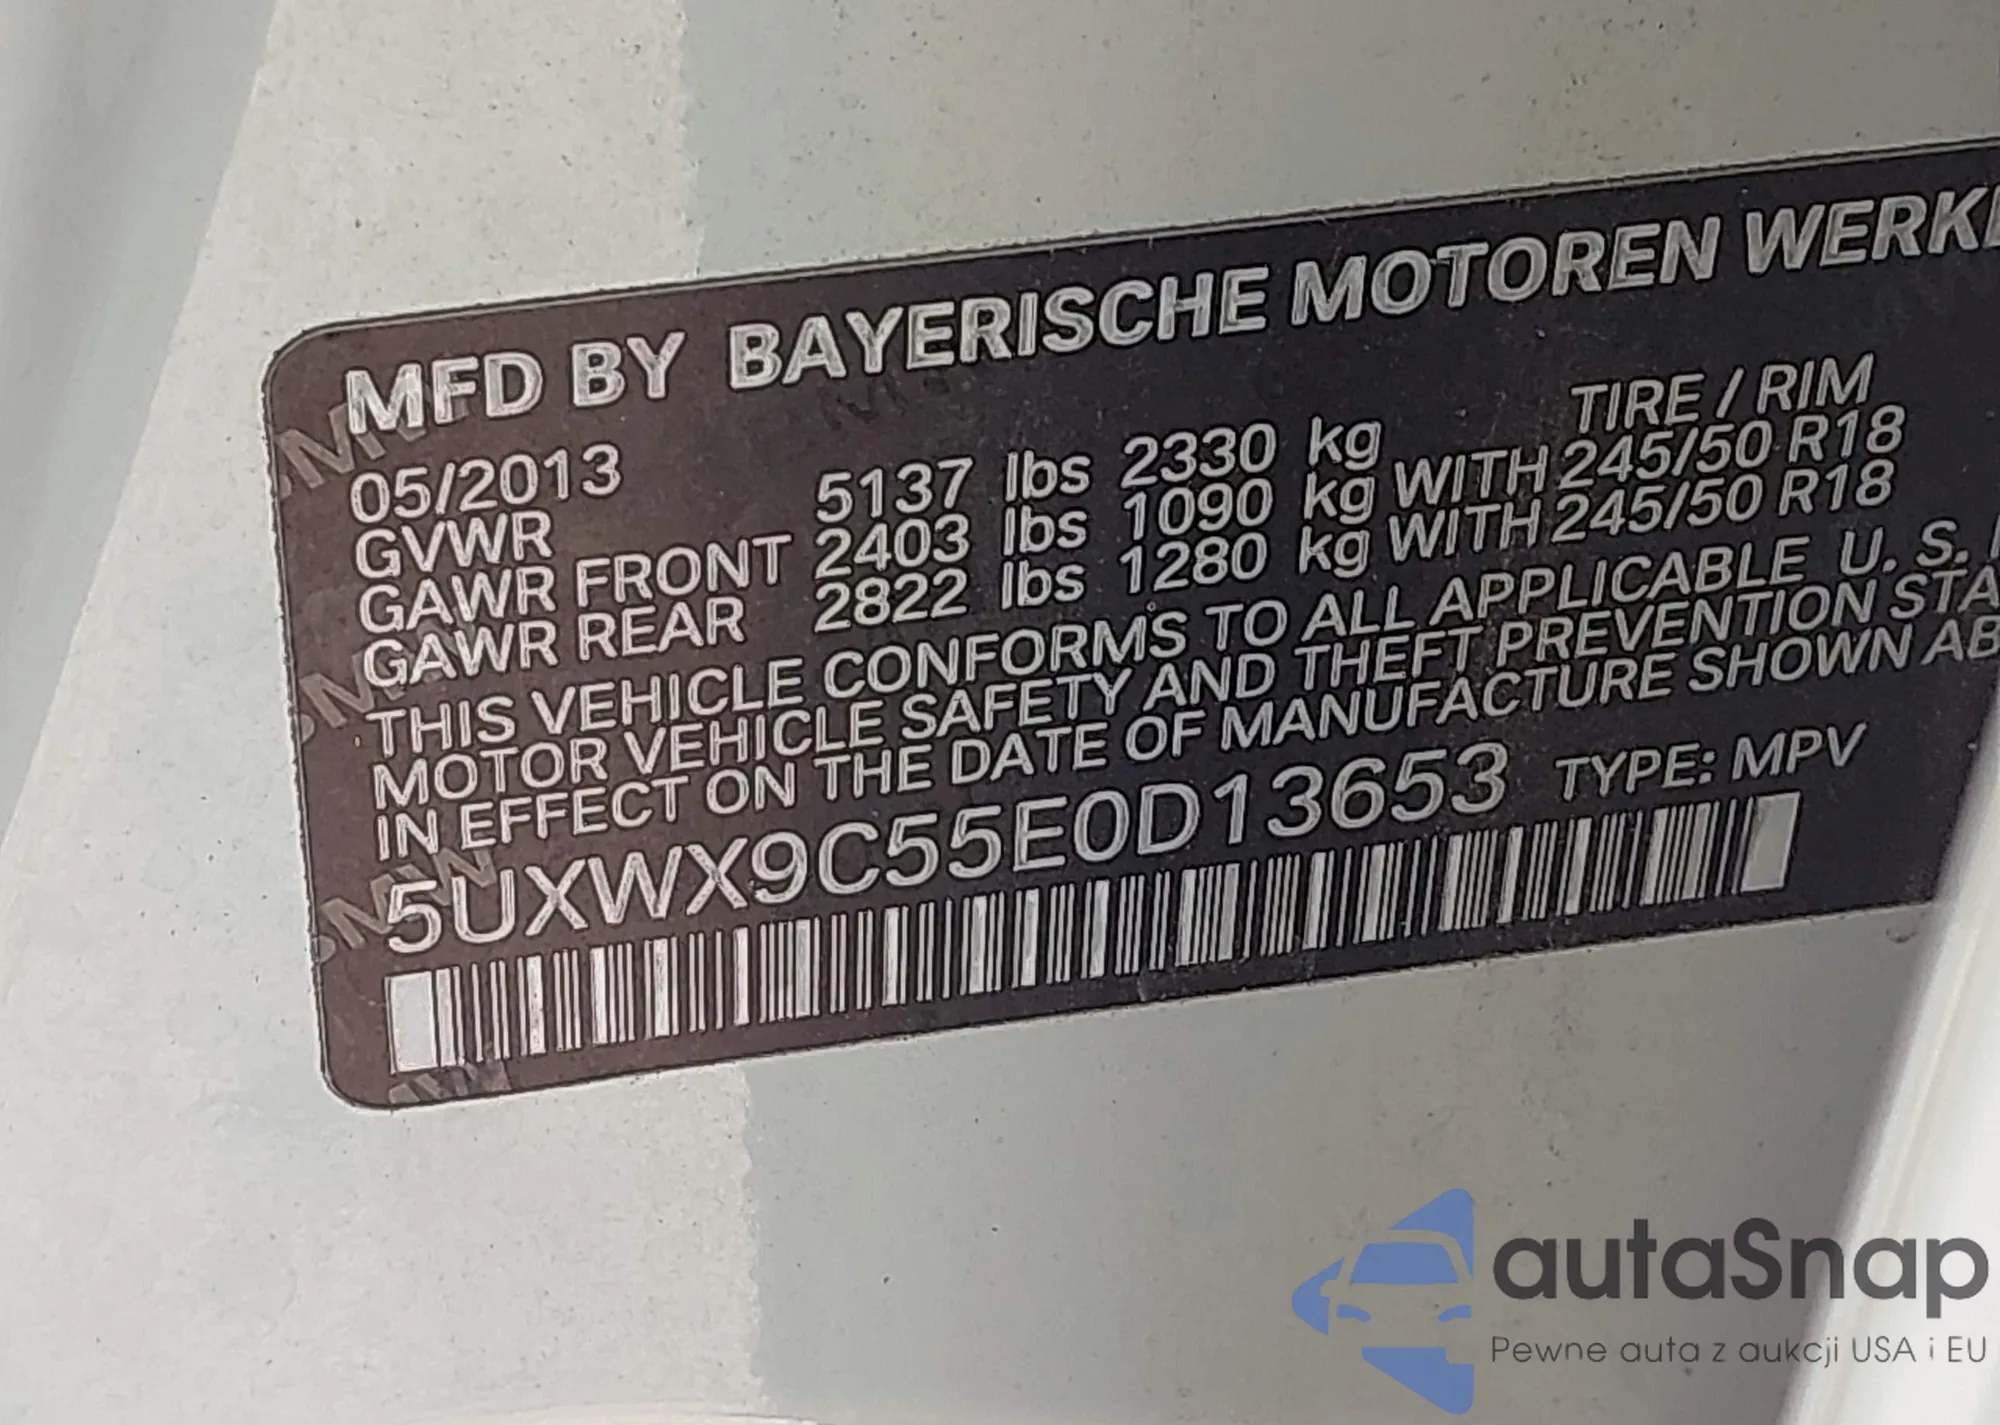 MFD BY BAYERISCHE MOTOREN WERKE
05/2013 TIRE / RIM
GVWR 5137 lbs 2330 kg
GAWR FRONT 2403 lbs 1090 kg WITH 245/50 R18
GAWR REAR 2822 lbs 1280 kg WITH 245/50 R18
THIS VEHICLE CONFORMS TO ALL APPLICABLE U. S.
MOTOR VEHICLE SAFETY AND THEFT PREVENTION STA
IN EFFECT ON THE DATE OF MANUFACTURE SHOWN AB
5UXWX9C55E0D13653 TYPE: MPV
autaSnap
Pewne auta z aukcji USA i EU